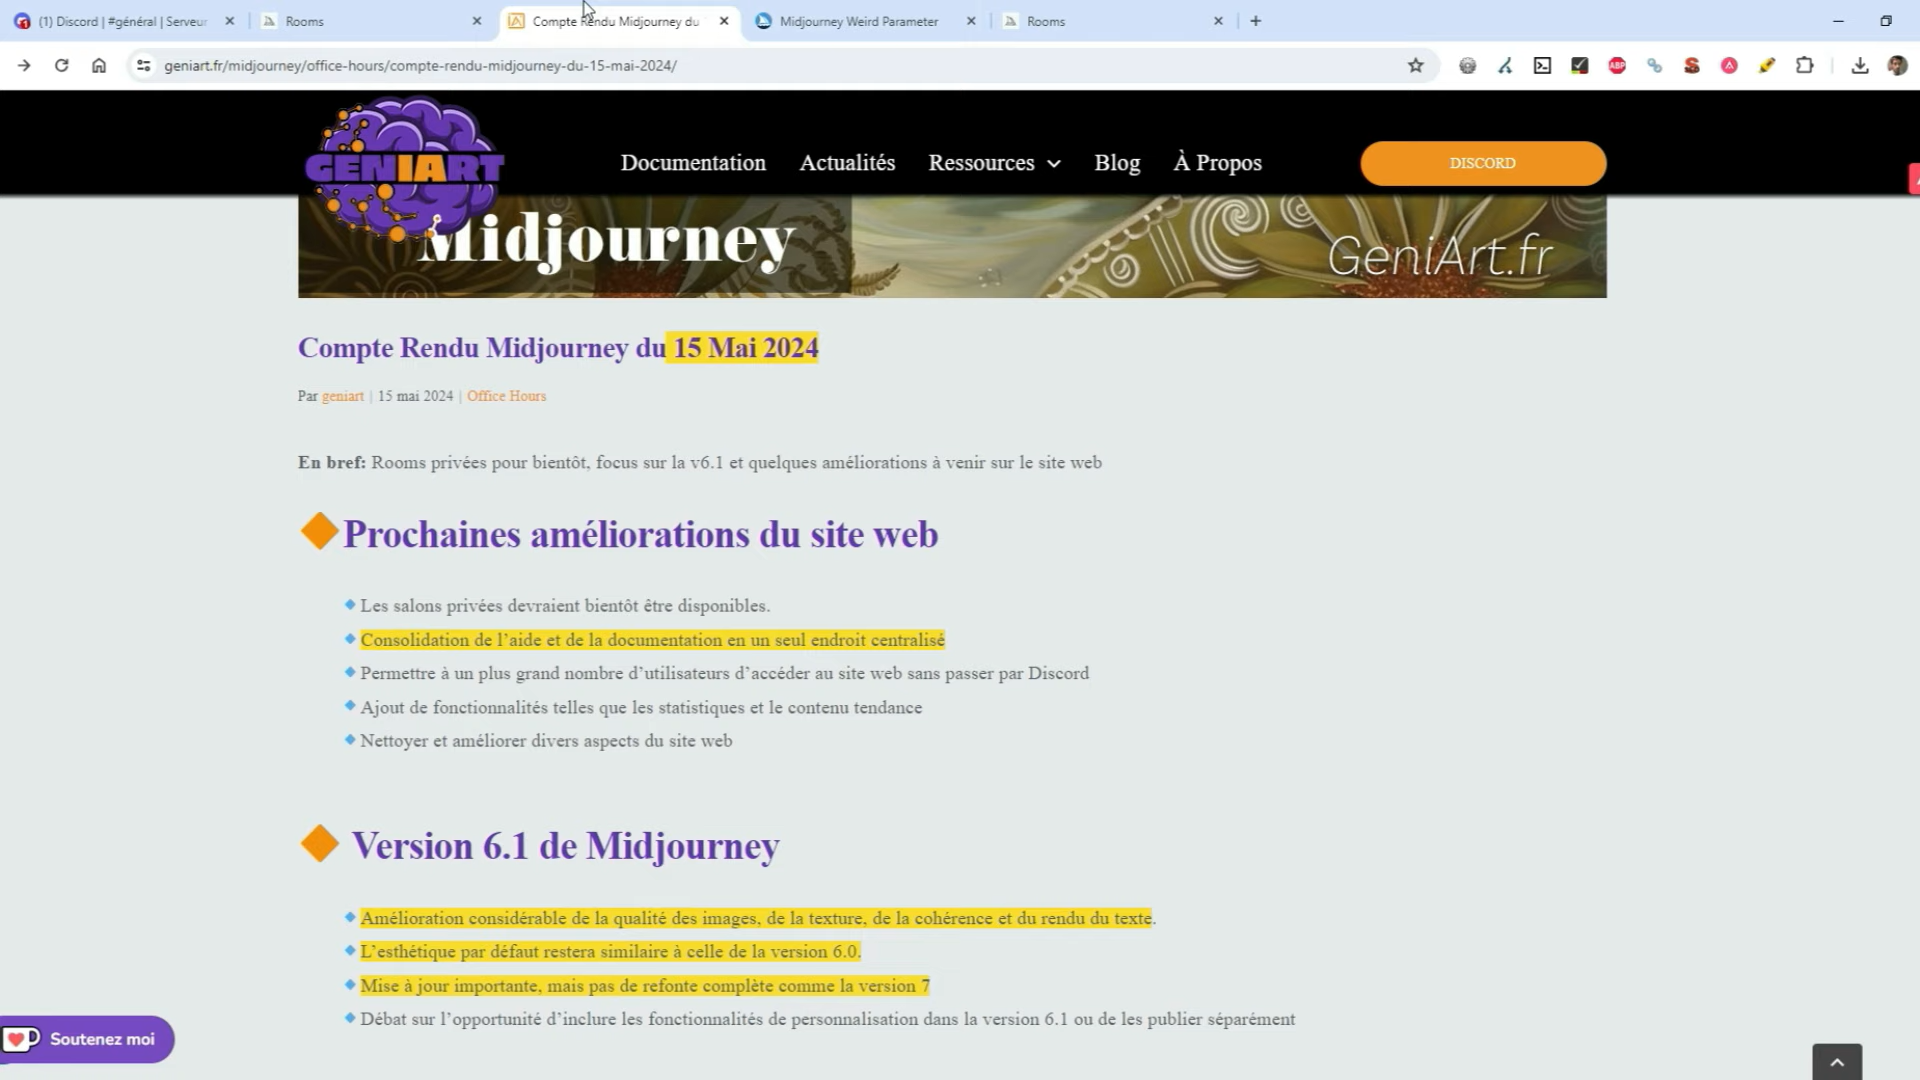 (1) Discord | #général | Serveur
Rooms
Compte Rendu Midjourney du
Midjourney Weird Parameter
Rooms
geniart.fr/midjourney/office-hours/compte-rendu-midjourney-du-15-mai-2024/
ABP
GENIART
Documentation
Actualités
Ressources
Blog
À Propos
DISCORD
Midjourney
GeniArt.fr
Compte Rendu Midjourney du 15 Mai 2024
Par geniart | 15 mai 2024 | Office Hours
En bref: Rooms privées pour bientôt, focus sur la v6.1 et quelques améliorations à venir sur le site web
Prochaines améliorations du site web
Les salons privées devraient bientôt être disponibles.
Consolidation de l’aide et de la documentation en un seul endroit centralisé
Permettre à un plus grand nombre d’utilisateurs d’accéder au site web sans passer par Discord
Ajout de fonctionnalités telles que les statistiques et le contenu tendance
Nettoyer et améliorer divers aspects du site web
Version 6.1 de Midjourney
Amélioration considérable de la qualité des images, de la texture, de la cohérence et du rendu du texte.
L’esthétique par défaut restera similaire à celle de la version 6.0.
Mise à jour importante, mais pas de refonte complète comme la version 7
Débat sur l’opportunité d’inclure les fonctionnalités de personnalisation dans la version 6.1 ou de les publier séparément
Soutenez moi